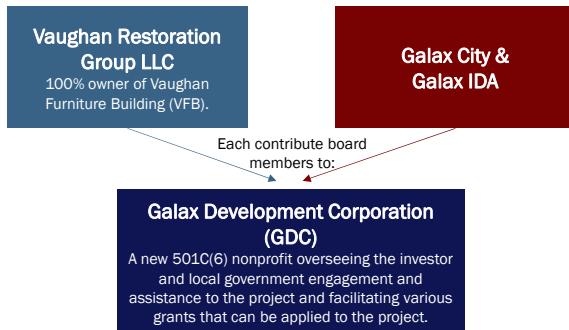 Vaughan Restoration
Group LLC
100% owner of Vaughan
Furniture Building (VFB).
Galax City &
Galax IDA
Each contribute board
members to:
Galax Development Corporation
(GDC)
A new 501C(6) nonprofit overseeing the investor
and local government engagement and
assistance to the project and facilitating various
grants that can be applied to the project.